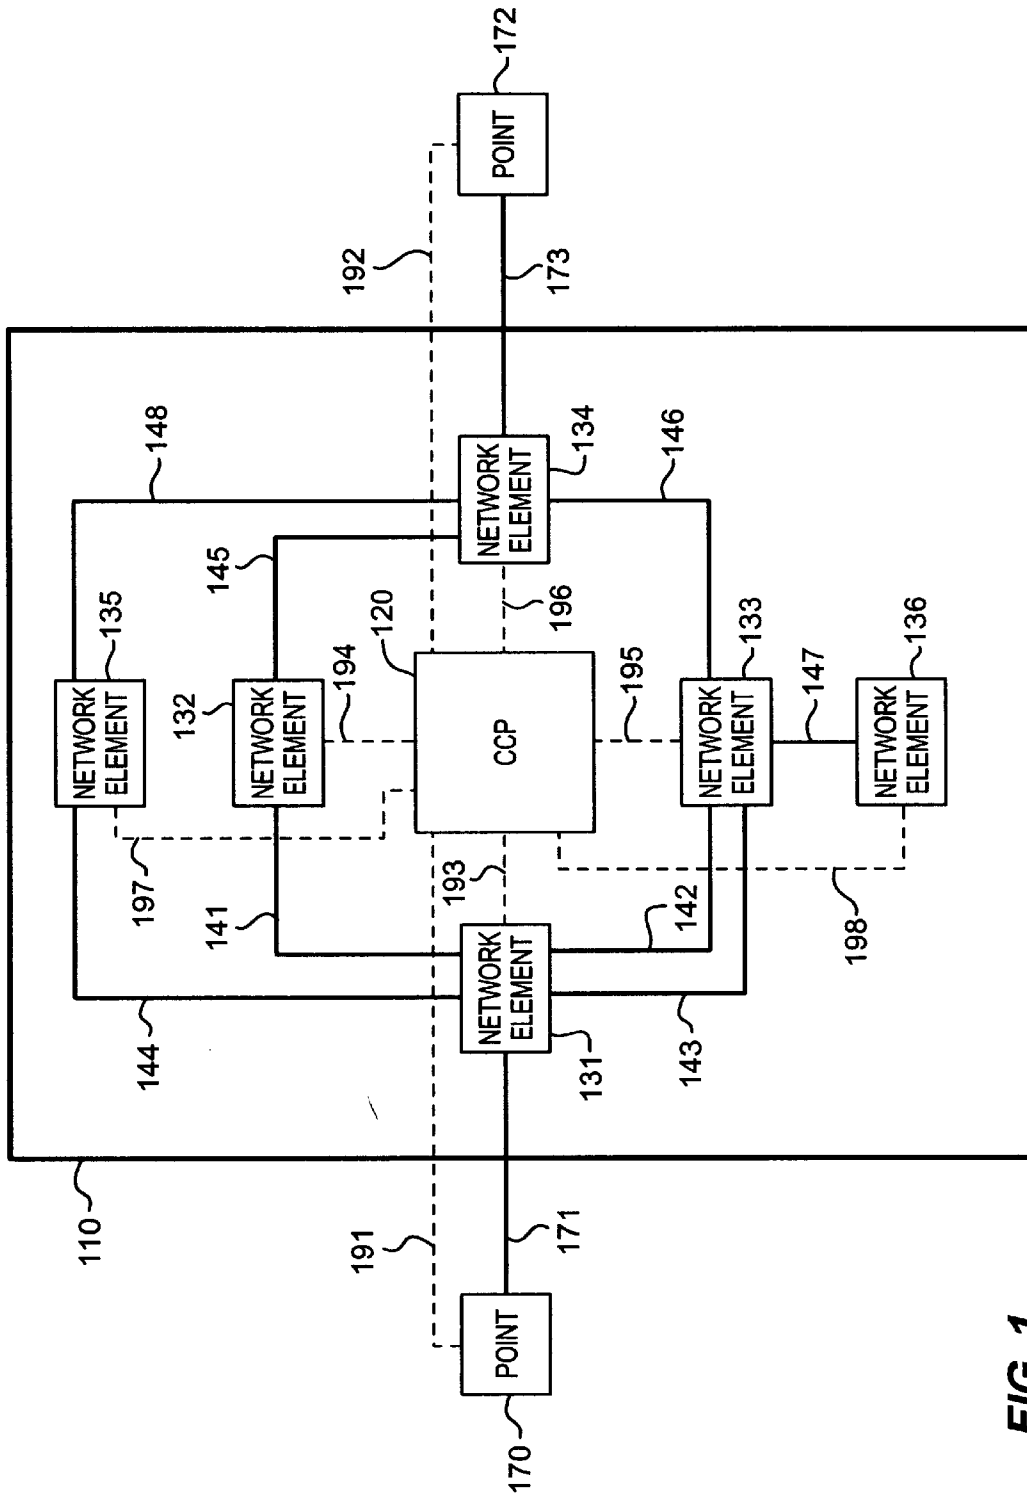 110
148
144
NETWORK
ELEMENT
135
145
141
NETWORK
ELEMENT
132
197
194
191
192
POINT
170
171
NETWORK
ELEMENT
131
193
CCP
120
196
NETWORK
ELEMENT
134
173
POINT
172
142
143
195
NETWORK
ELEMENT
133
146
147
198
NETWORK
ELEMENT
136
FIG. 1